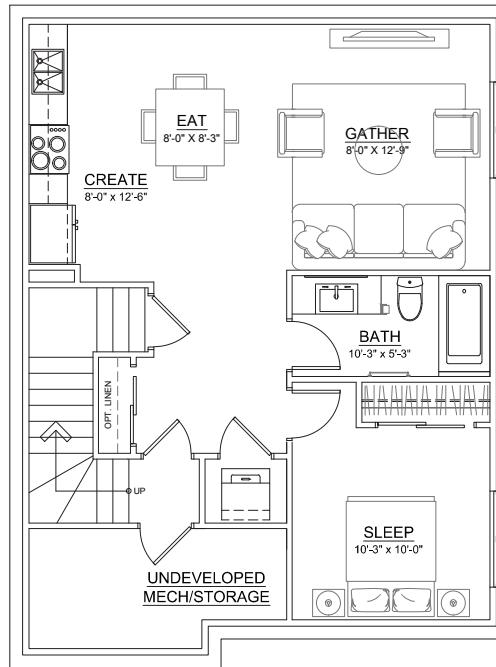 EAT
8'-0" X 8'-3"
GATHER
8'-0" X 12'-9"
CREATE
8'-0" x 12'-6"
BATH
10'-3" x 5'-3"
OPT. LINEN
UP
SLEEP
10'-3" x 10'-0"
UNDEVELOPED
MECH/STORAGE